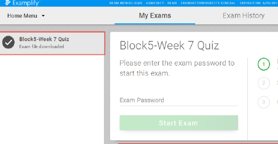 Examplify
My Exams
Exam History
Home Menu
Block5-Week 7 Quiz
Exam file downloaded
Block5-Week 7 Quiz
Please enter the exam password to
start this exam.
Exam Password
Start Exam
1